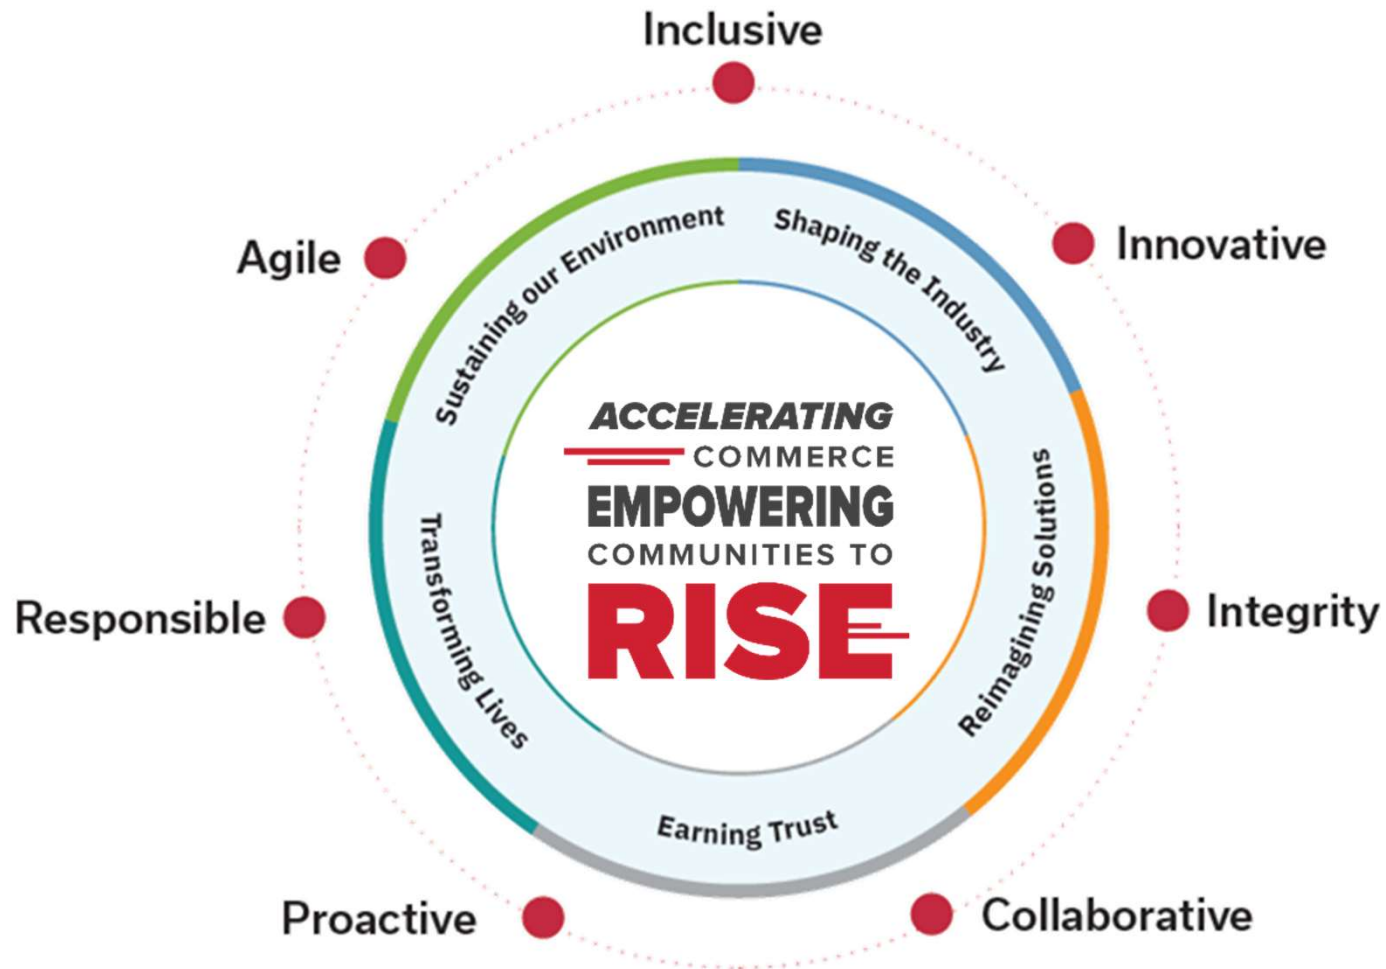 Inclusive
Innovative
Integrity
Collaborative
Proactive
Responsible
Agile
Shaping the Industry
Reimagining Solutions
Earning Trust
Transforming Lives
Sustaining our Environment
ACCELERATING
COMMERCE
EMPOWERING
COMMUNITIES TO
RISE